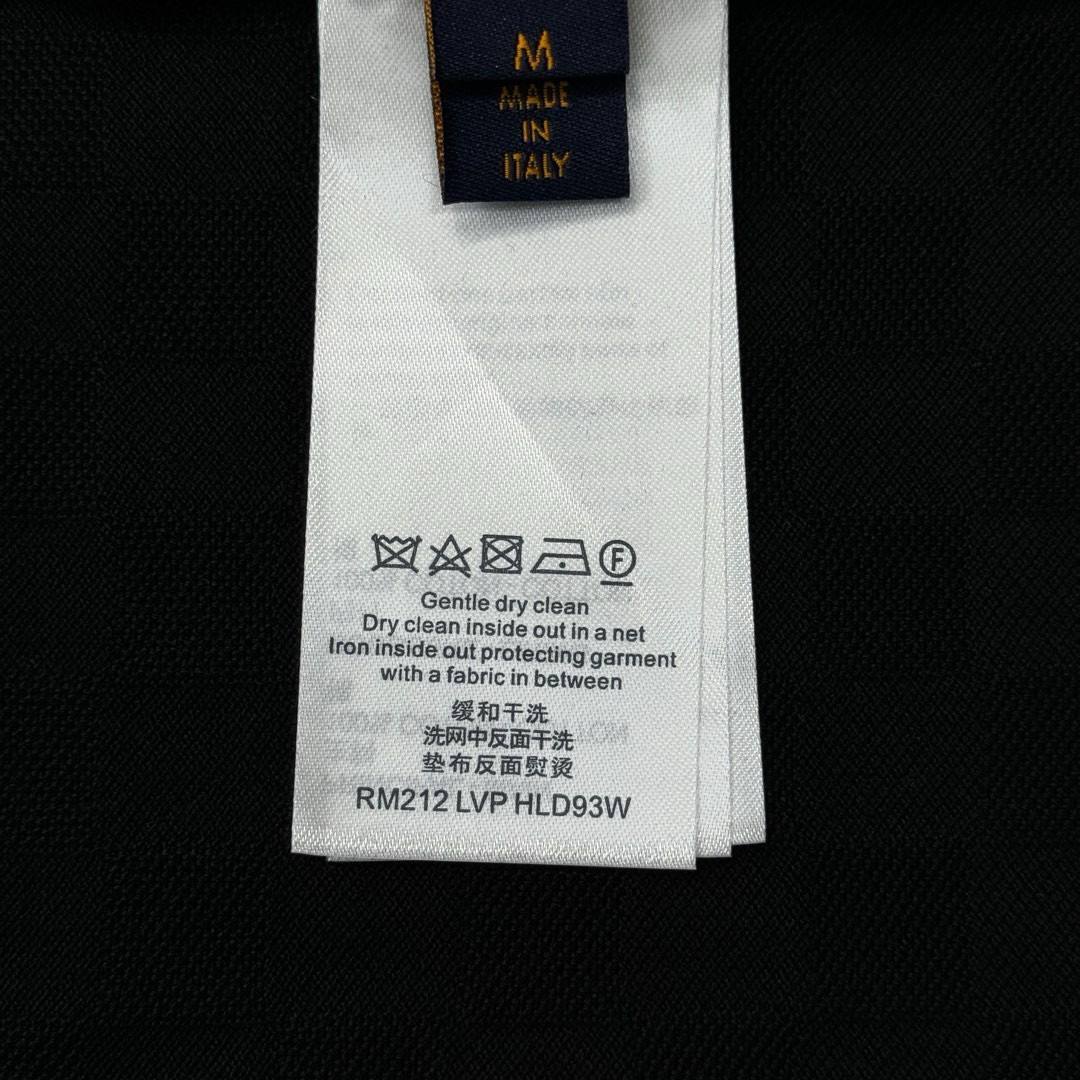 M
MADE
IN
ITALY
F
Gentle dry clean
Dry clean inside out in a net
Iron inside out protecting garment
with a fabric in between
缓和干洗
洗网中反面干洗
垫布反面熨烫
RM212 LVP HLD93W